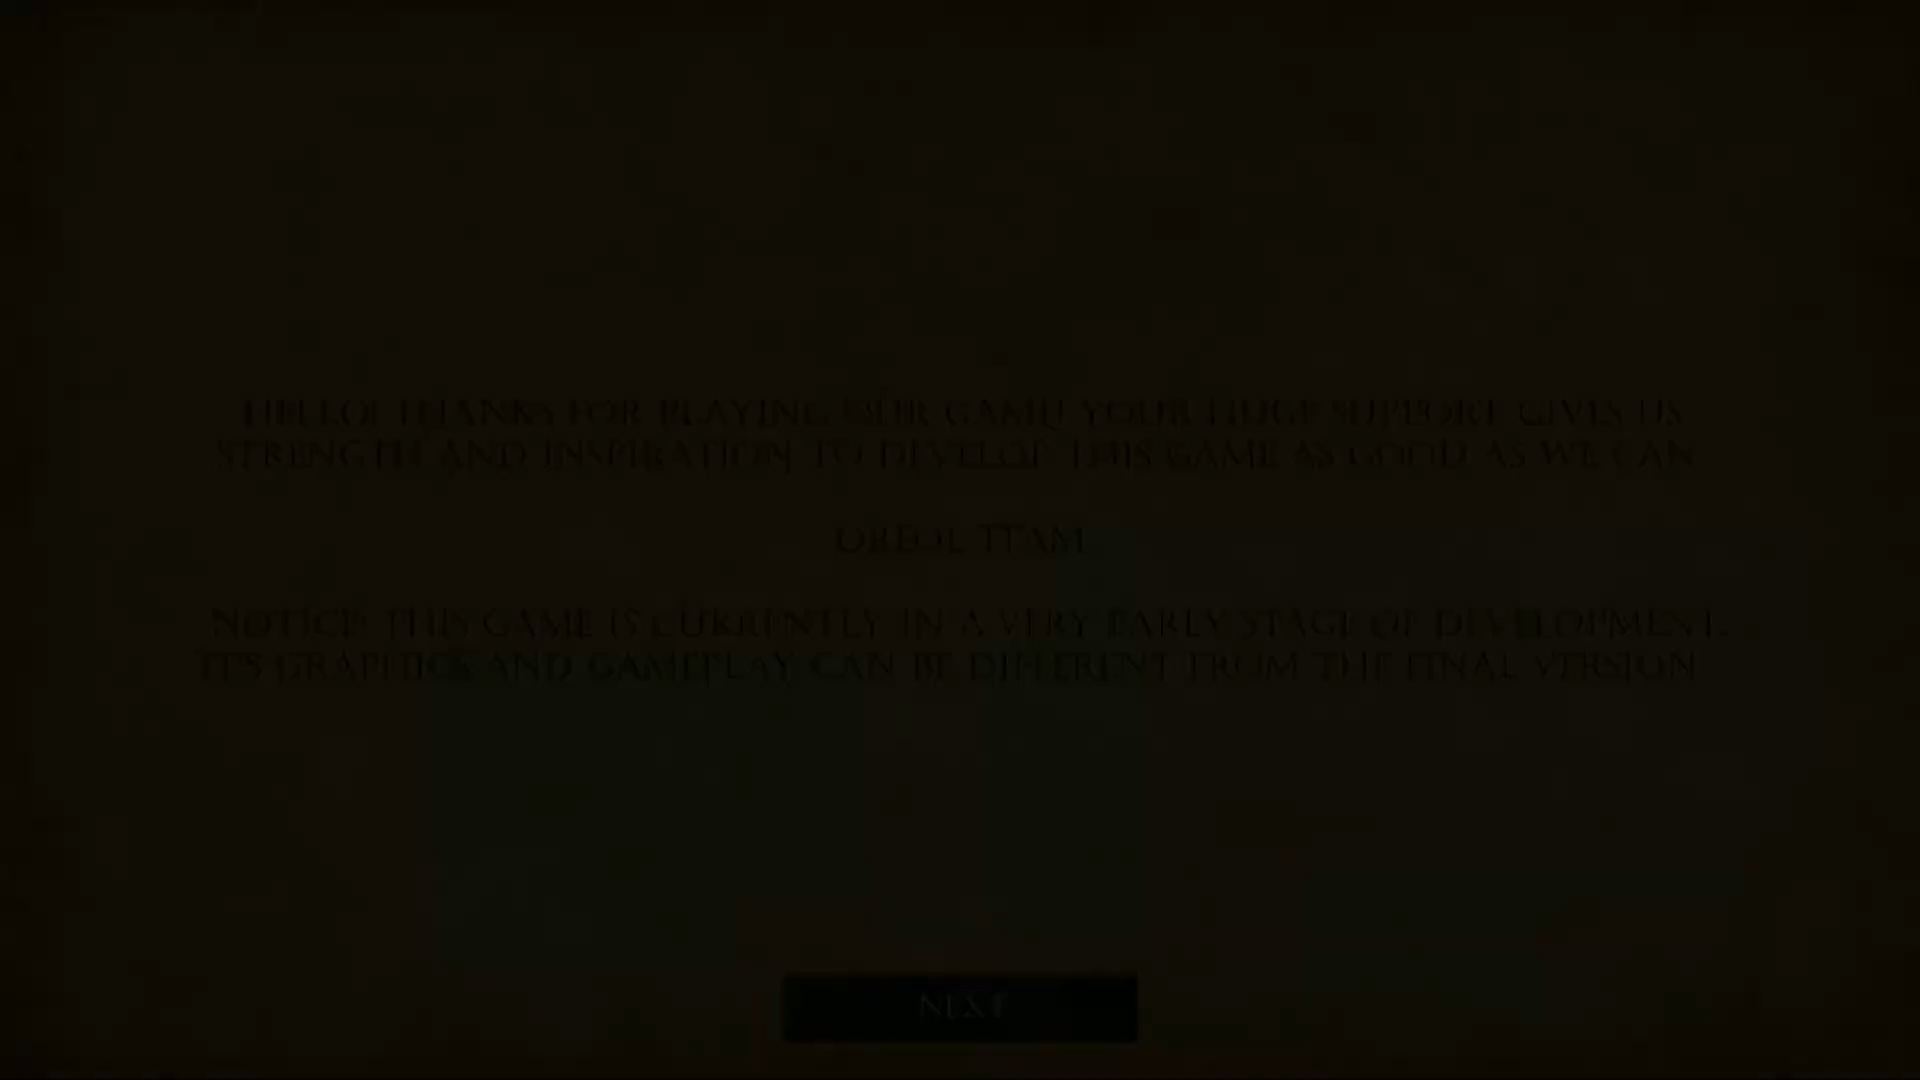 HELLO! THANKS FOR PLAYING OUR GAME! YOUR HUGE SUPPORT GIVES US
STRENGTH AND INSPIRATION TO DEVELOP THIS GAME AS GOOD AS WE CAN
OREOL TEAM
NOTICE: THIS GAME IS CURRENTLY IN A VERY EARLY STAGE OF DEVELOPMENT.
IT'S GRAPHICS AND GAMEPLAY CAN BE DIFFERENT FROM THE FINAL VERSION
NEXT